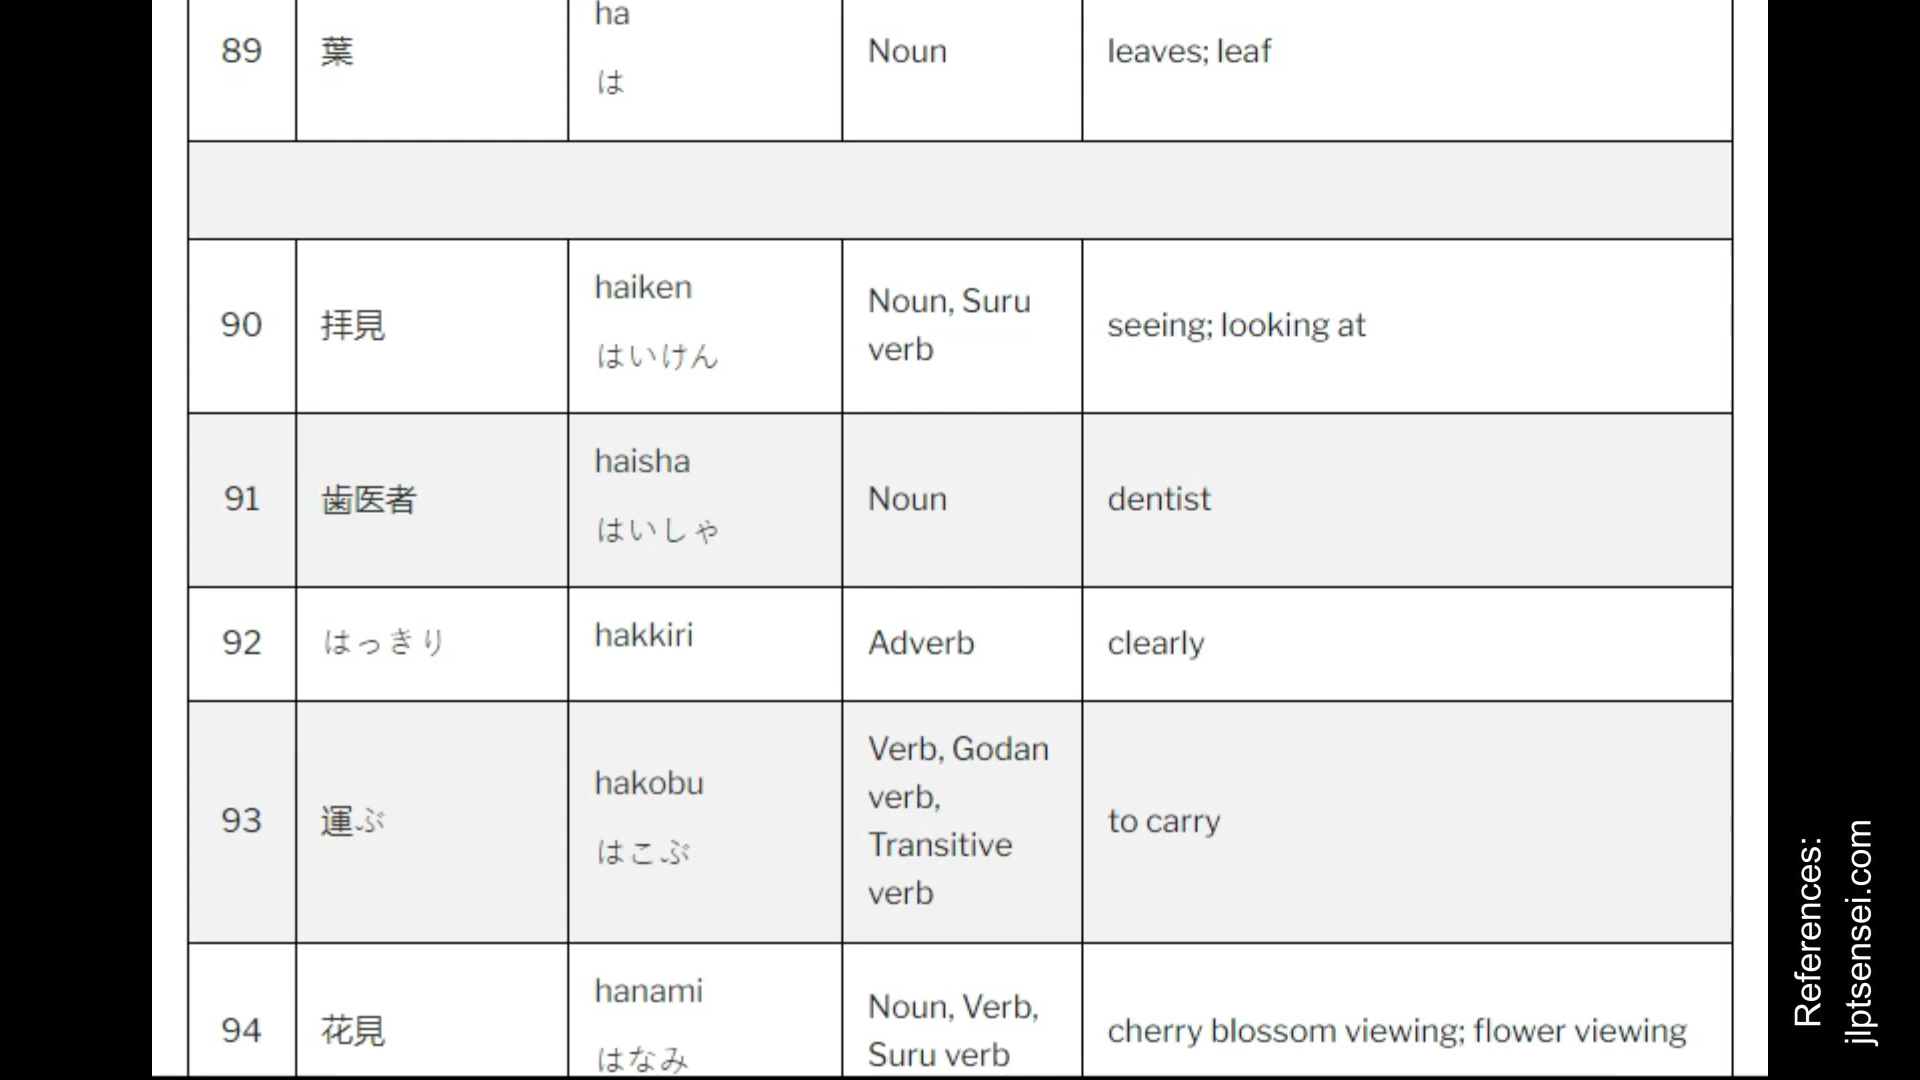 ha
89 葉 Noun leaves; leaf
は
haiken
90 拝見 Noun, Suru verb seeing; looking at
はいけん
haisha
91 歯医者 Noun dentist
はいしゃ
92 はっきり hakkiri Adverb clearly
hakobu
93 運ぶ Verb, Godan verb, Transitive verb to carry
はこぶ
hanami
94 花見 Noun, Verb, Suru verb cherry blossom viewing; flower viewing
はなみ
References:
jlptsensei.com